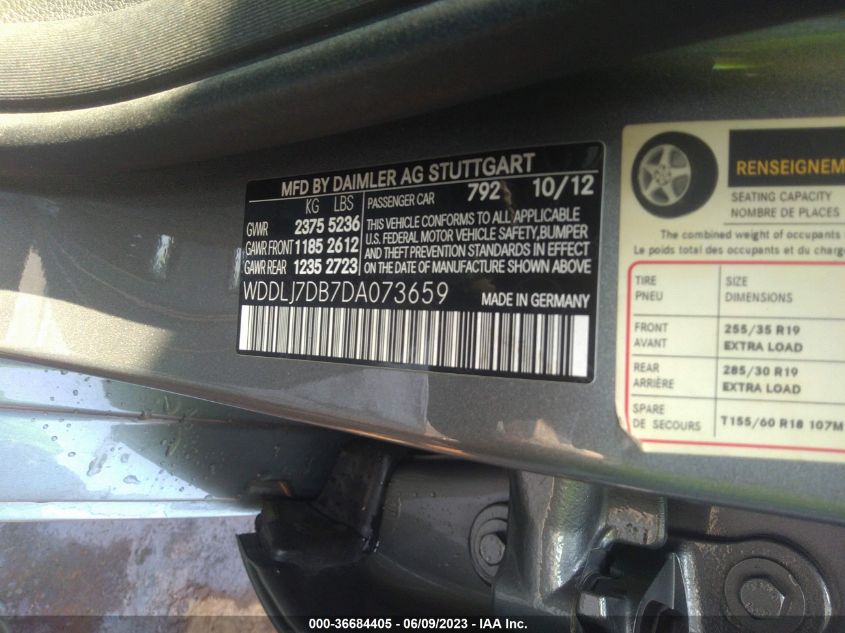 MFD BY DAIMLER AG STUTTGART
KG LBS
PASSENGER CAR 792 10/12
GVWR 2375 5236
GAWR FRONT 1185 2612
GAWR REAR 1235 2723
THIS VEHICLE CONFORMS TO ALL APPLICABLE
U.S. FEDERAL MOTOR VEHICLE SAFETY, BUMPER
AND THEFT PREVENTION STANDARDS IN EFFECT
ON THE DATE OF MANUFACTURE SHOWN ABOVE
WDDLJ7DB7DA073659
MADE IN GERMANY
SEATING CAPACITY
NOMBRE DE PLACES
The combined weight of occupants
Le poids total des occupants et du
TIRE
PNEU
SIZE
DIMENSIONS
FRONT
AVANT
255/35 R19
EXTRA LOAD
REAR
ARRIÈRE
285/30 R19
EXTRA LOAD
SPARE
DE SECOURS
T155/60 R18 107M
000-36684405 - 06/09/2023 - IAA Inc.